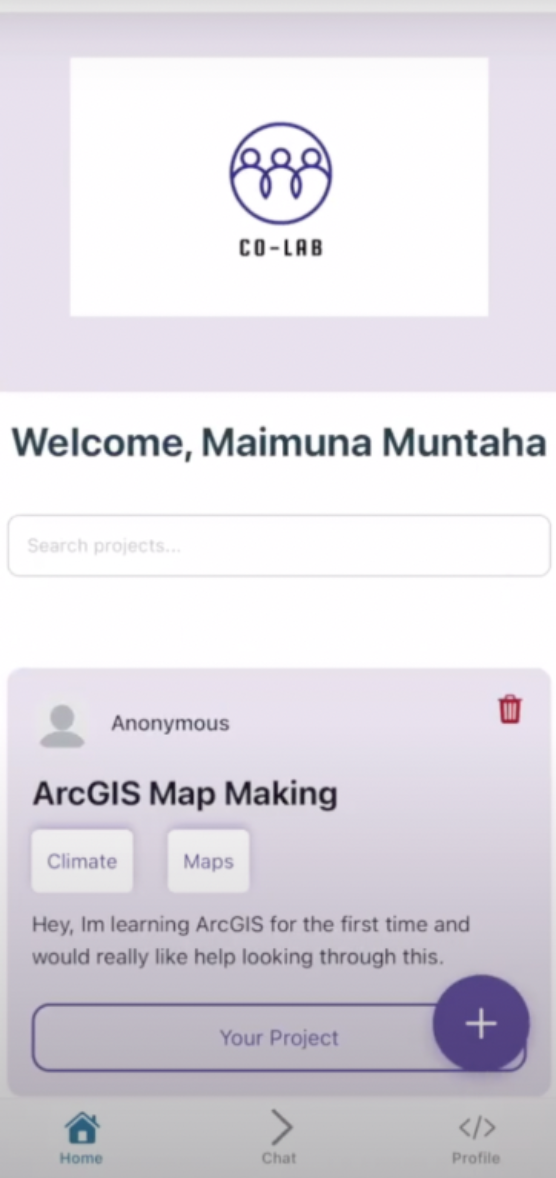 CO-LAB
Welcome, Maimuna Muntaha
Search projects...
Anonymous
ArcGIS Map Making
Climate
Maps
Hey, Im learning ArcGIS for the first time and
would really like help looking through this.
Your Project
Home
Chat
Profile